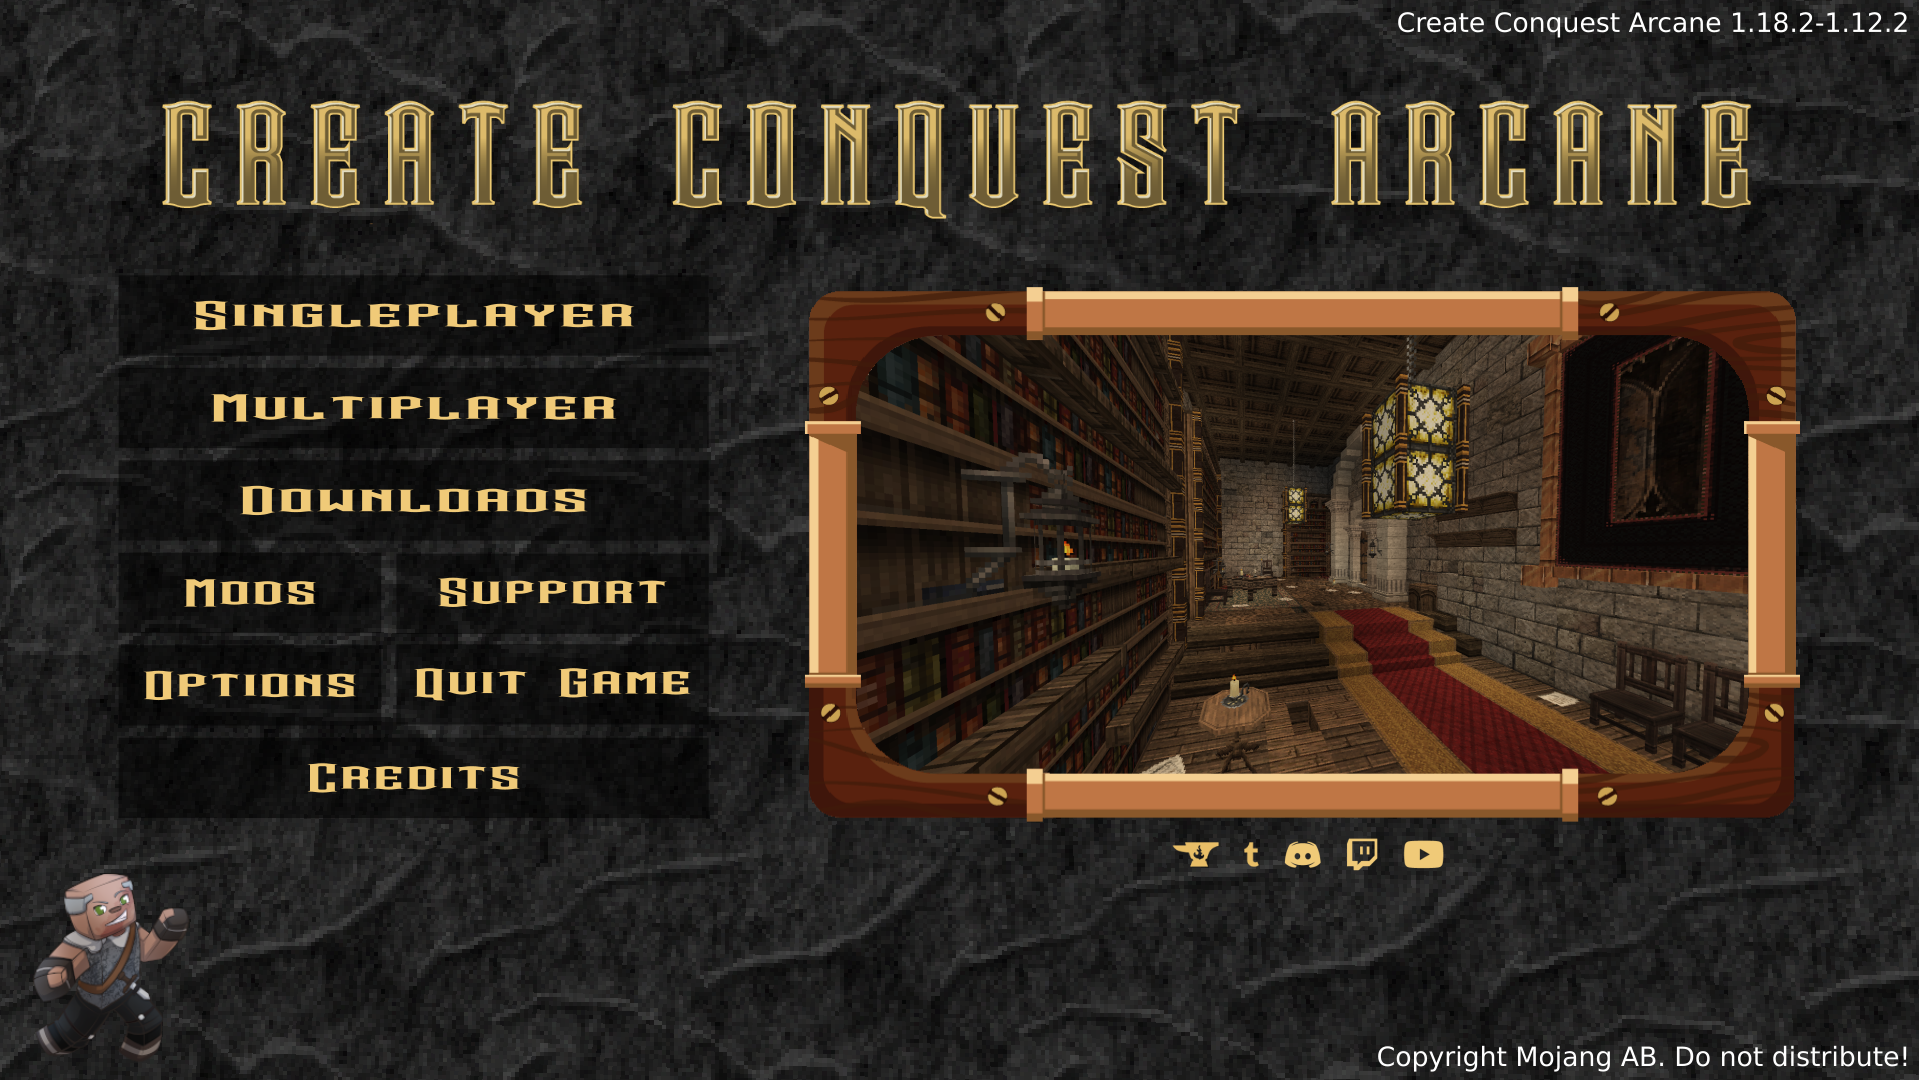 Create Conquest Arcane 1.18.2-1.12.2
CREATE CONQUEST ARCANE
SINGLEPLAYER
MULTIPLAYER
DOWNLOADS
MODS SUPPORT
OPTIONS QUIT GAME
CREDITS
t
Copyright Mojang AB. Do not distribute!